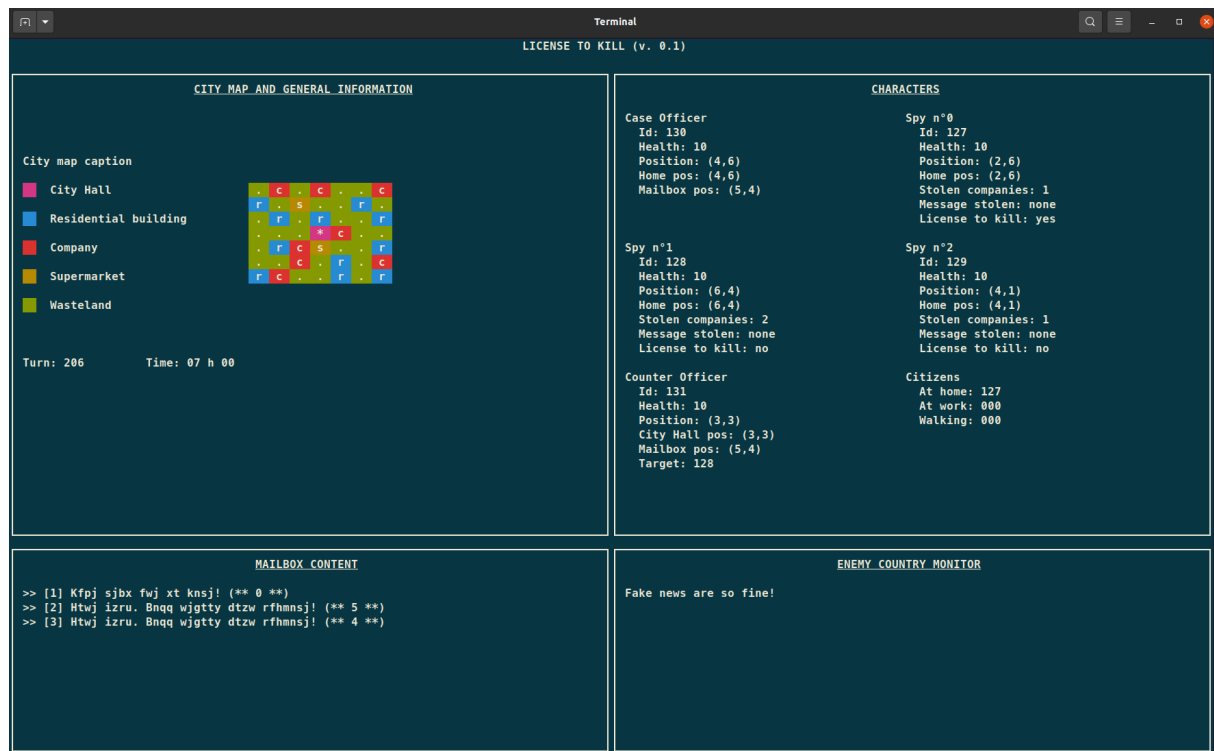 Terminal
LICENSE TO KILL (v. 0.1)
CITY MAP AND GENERAL INFORMATION
City map caption
City Hall
Residential building
Company
Supermarket
Wasteland
. c . c . . c
r . s . . r .
. r . r . . r
. . . * c . .
. r c s . . r
. . c . r . c
r c . . r . r
Turn: 206 Time: 07 h 00
CHARACTERS
Case Officer
Id: 130
Health: 10
Position: (4,6)
Home pos: (4,6)
Mailbox pos: (5,4)
Spy n°0
Id: 127
Health: 10
Position: (2,6)
Home pos: (2,6)
Stolen companies: 1
Message stolen: none
License to kill: yes
Spy n°1
Id: 128
Health: 10
Position: (6,4)
Home pos: (6,4)
Stolen companies: 2
Message stolen: none
License to kill: no
Spy n°2
Id: 129
Health: 10
Position: (4,1)
Home pos: (4,1)
Stolen companies: 1
Message stolen: none
License to kill: no
Counter Officer
Id: 131
Health: 10
Position: (3,3)
City Hall pos: (3,3)
Mailbox pos: (5,4)
Target: 128
Citizens
At home: 127
At work: 000
Walking: 000
MAILBOX CONTENT
>> [1] Kfpj sjbx fwj xt knsj! (** 0 **)
>> [2] Htwj izru. Bnqq wjgtty dtzw rfhmnsj! (** 5 **)
>> [3] Htwj izru. Bnqq wjgtty dtzw rfhmnsj! (** 4 **)
ENEMY COUNTRY MONITOR
Fake news are so fine!